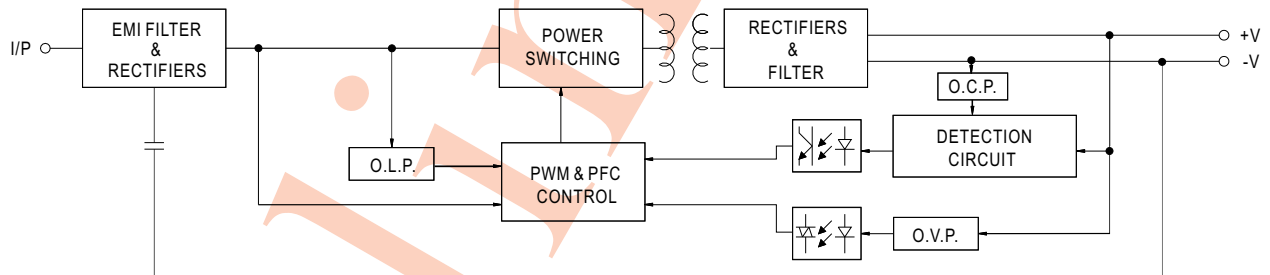 I/P
EMI FILTER
&
RECTIFIERS
POWER
SWITCHING
RECTIFIERS
&
FILTER
+V
-V
O.C.P.
DETECTION
CIRCUIT
O.L.P.
PWM & PFC
CONTROL
O.V.P.